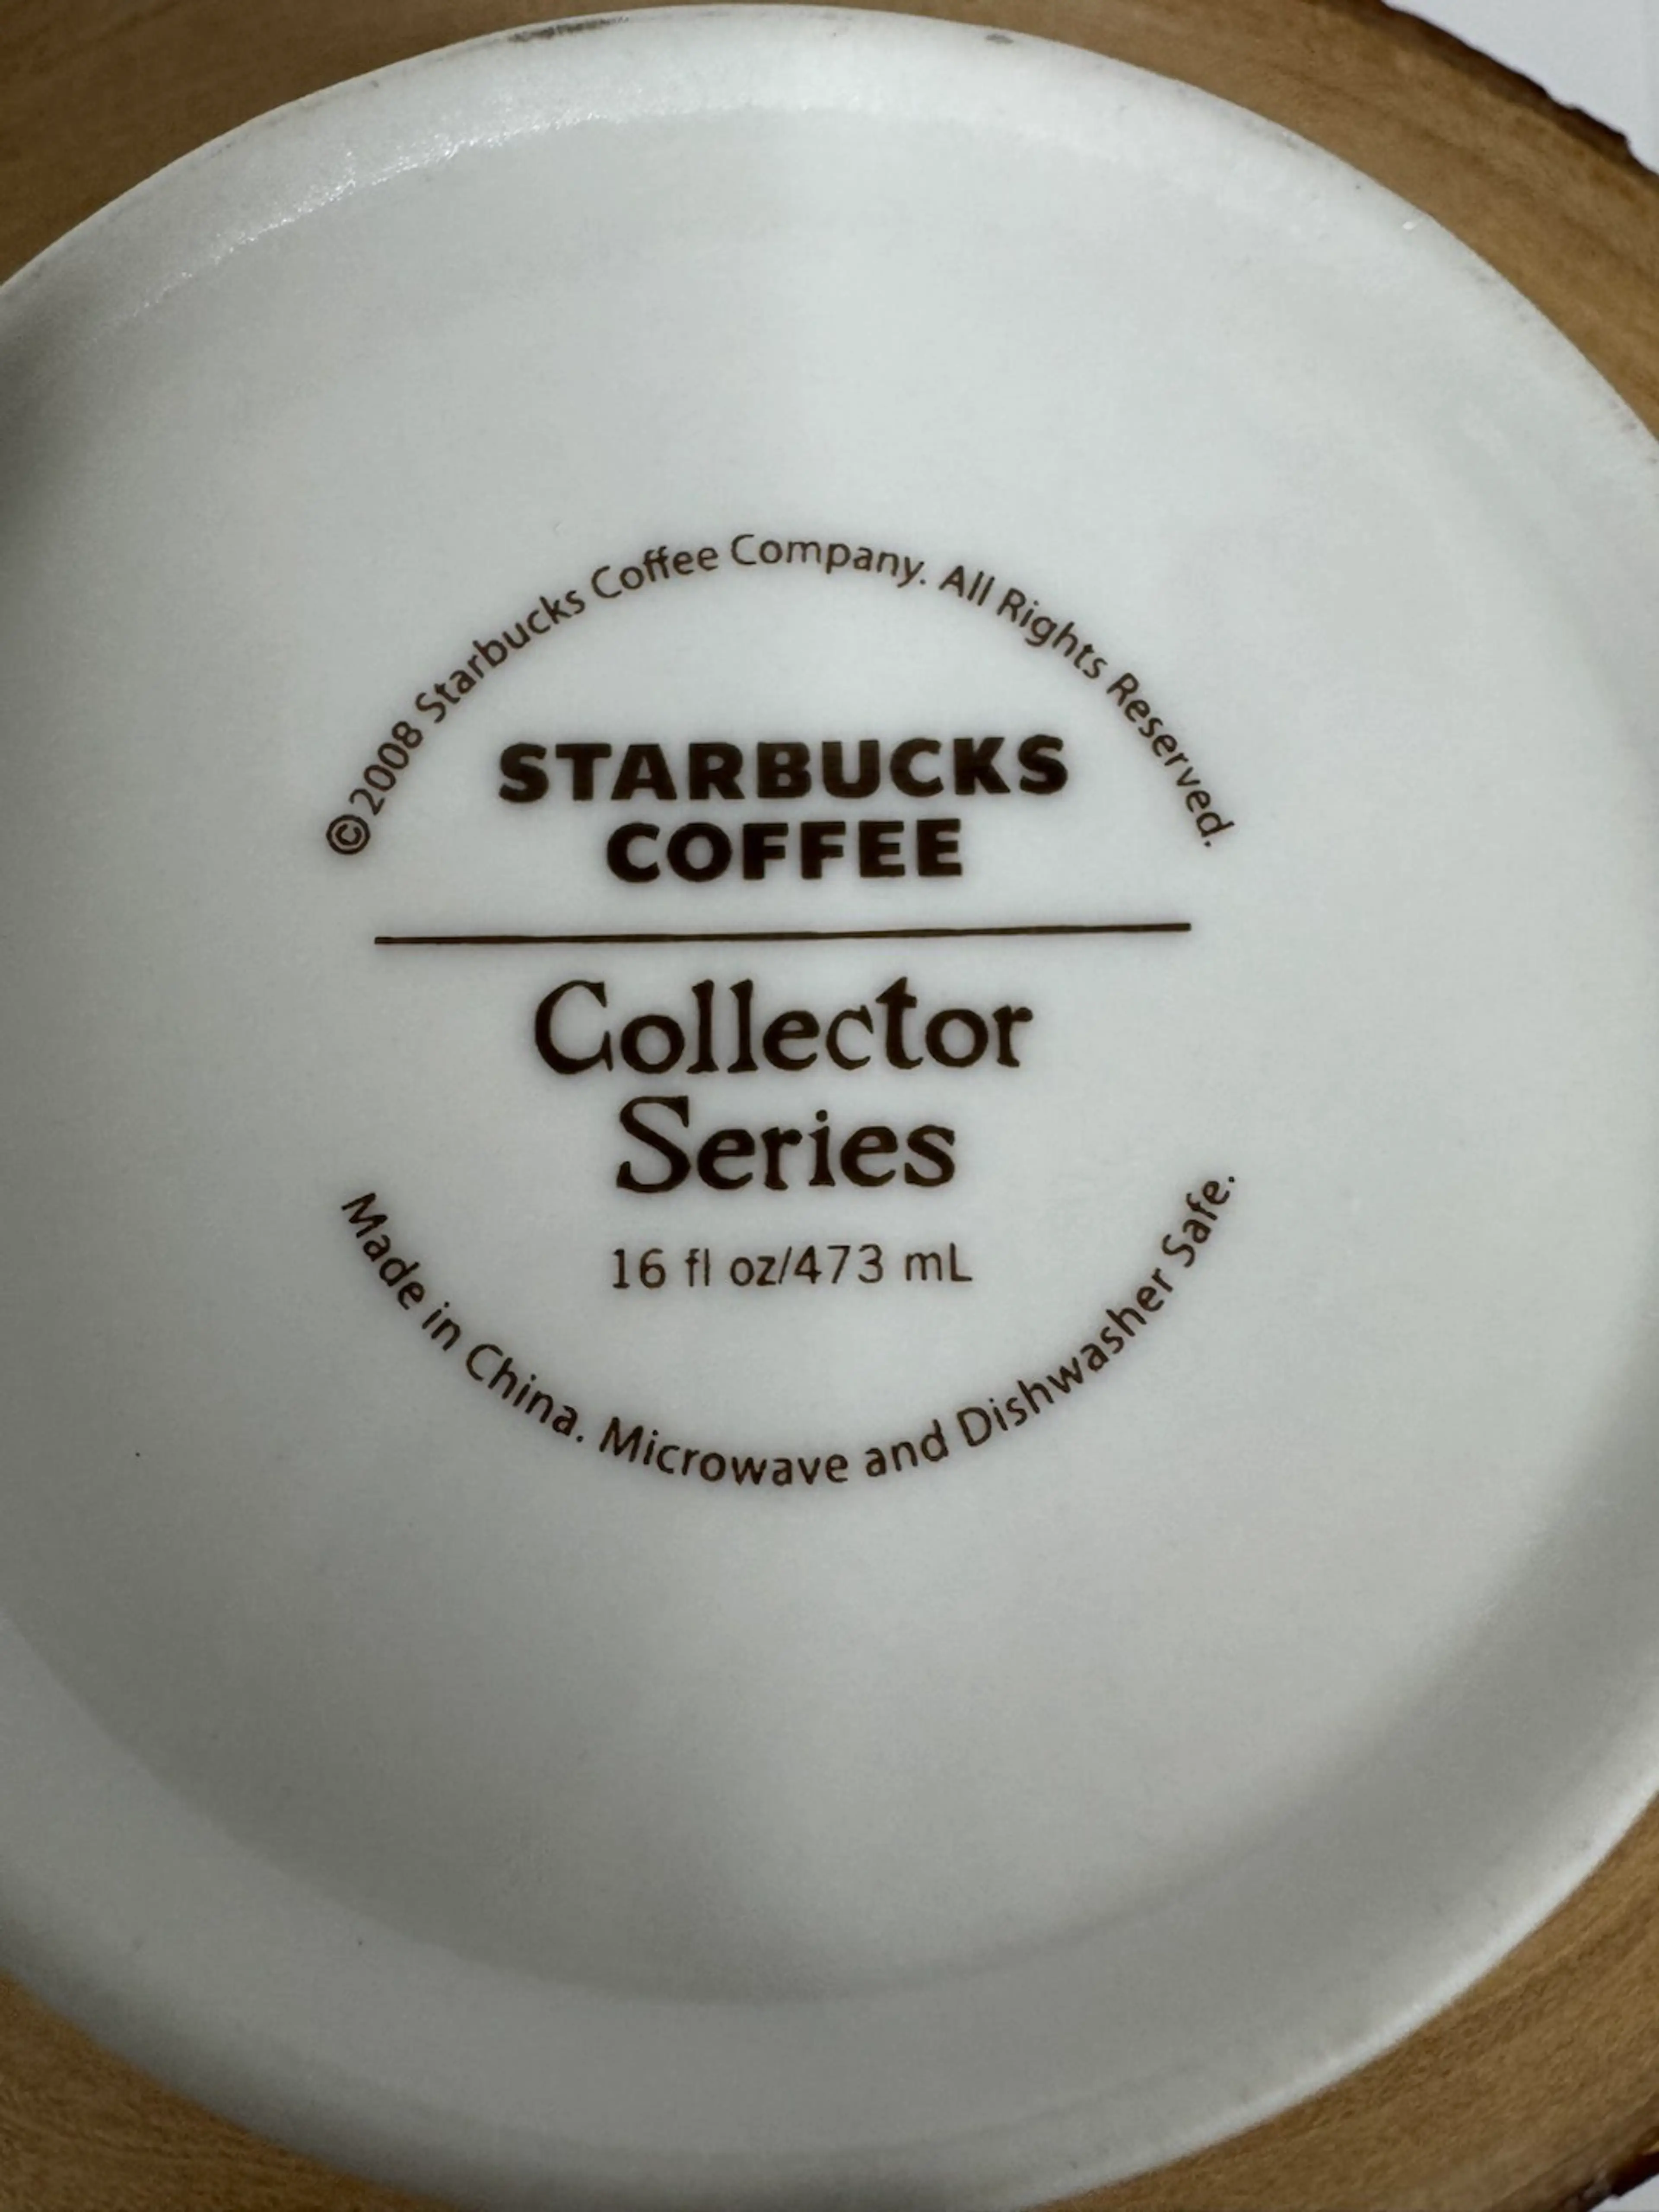 ©2008 Starbucks Coffee Company. All Rights Reserved.
STARBUCKS
COFFEE
Collector
Series
16 fl oz/473 mL
Made in China. Microwave and Dishwasher Safe.